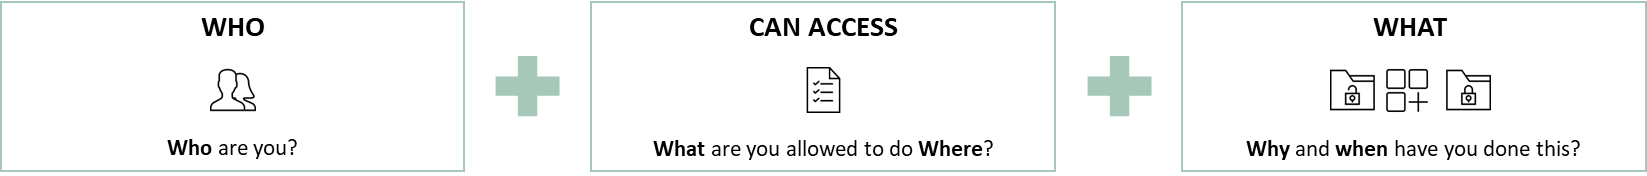 WHO
Who are you?
CAN ACCESS
What are you allowed to do Where?
WHAT
Why and when have you done this?